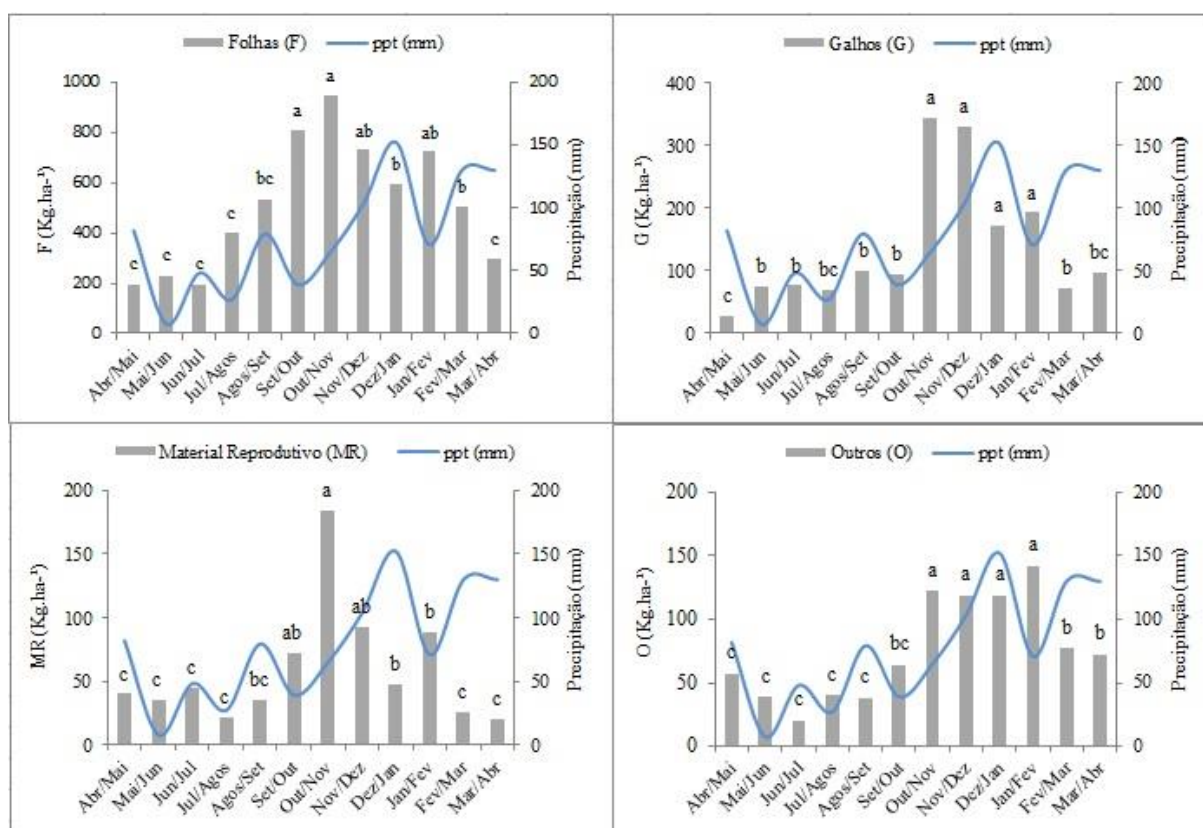 Folhas (F) ppt (mm)
F (Kg.ha-¹)
1000
800
600
400
200
0
c c c c bc a a ab b ab b c
200
150
100
50
0
Precipitação (mm)
Abr/Mai Mai/Jun Jun/Jul Jul/Agos Agos/Set Set/Out Out/Nov Nov/Dez Dez/Jan Jan/Fev Fev/Mar Mar/Abr
Galhos (G) ppt (mm)
G (Kg.ha-¹)
400
300
200
100
0
c b b bc b b a a a a b bc
200
150
100
50
0
Precipitação (mm)
Abr/Mai Mai/Jun Jun/Jul Jul/Agos Agos/Set Set/Out Out/Nov Nov/Dez Dez/Jan Jan/Fev Fev/Mar Mar/Abr
Material Reprodutivo (MR) ppt (mm)
MR (Kg.ha-¹)
200
150
100
50
0
c c c c bc ab a ab b b c c
200
150
100
50
0
Precipitação (mm)
Abr/Mai Mai/Jun Jun/Jul Jul/Agos Agos/Set Set/Out Out/Nov Nov/Dez Dez/Jan Jan/Fev Fev/Mar Mar/Abr
Outros (O) ppt (mm)
O (Kg.ha-¹)
200
150
100
50
0
c c c c c bc a a a a b b
200
150
100
50
0
Precipitação (mm)
Abr/Mai Mai/Jun Jun/Jul Jul/Agos Agos/Set Set/Out Out/Nov Nov/Dez Dez/Jan Jan/Fev Fev/Mar Mar/Abr